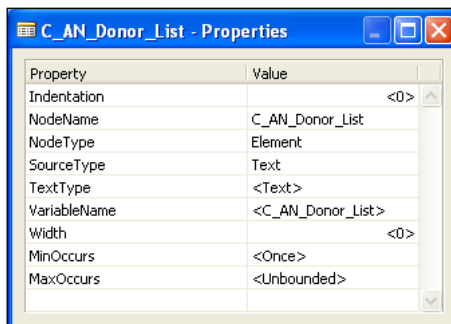 C_AN_Donor_List - Properties
Property Value
Indentation <0>
NodeName C_AN_Donor_List
NodeType Element
SourceType Text
TextType <Text>
VariableName <C_AN_Donor_List>
Width <0>
MinOccurs <Once>
MaxOccurs <Unbounded>